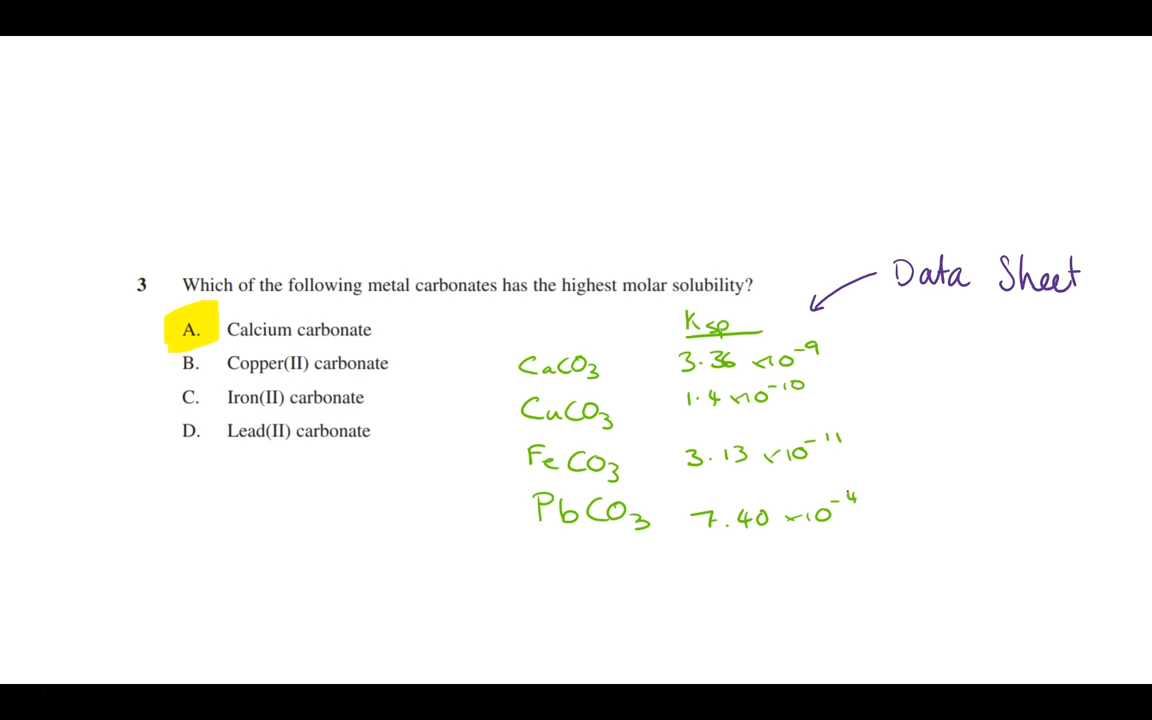 Data Sheet
3 Which of the following metal carbonates has the highest molar solubility?
Ksp
A. Calcium carbonate
CaCO3 3.36 ×10^-9
B. Copper(II) carbonate
CuCO3 1.4 ×10^-10
C. Iron(II) carbonate
D. Lead(II) carbonate
FeCO3 3.13 ×10^-11
PbCO3 7.40 ×10^-4